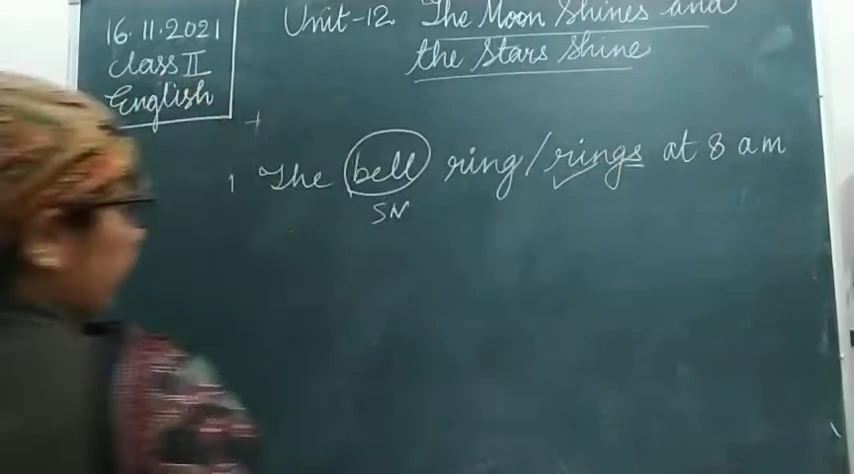 16.11.2021
Class II
English
Unit-12. The Moon Shines and
the Stars Shine
1 The bell ring/rings at 8 am
SN